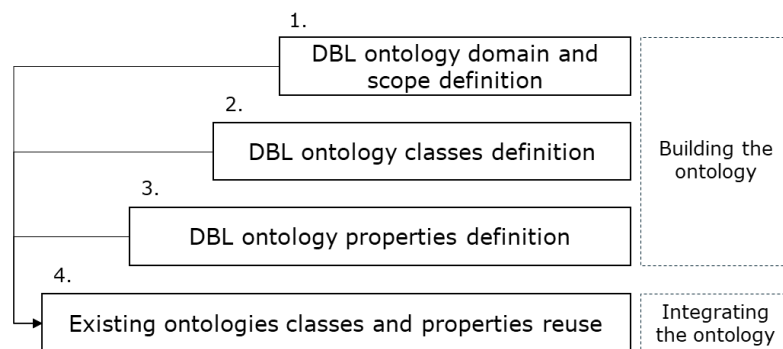 1.
DBL ontology domain and
scope definition
2.
DBL ontology classes definition
Building the
ontology
3.
DBL ontology properties definition
4.
Existing ontologies classes and properties reuse
Integrating
the ontology